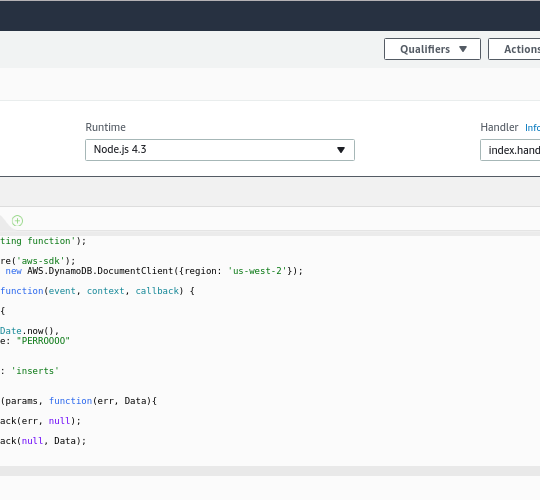 Qualifiers
Actions
Runtime
Handler Info
Node.js 4.3
index.hand
ting function');
re('aws-sdk');
new AWS.DynamoDB.DocumentClient({region: 'us-west-2'});
function(event, context, callback) {
{
Date.now(),
e: "PERROOOO"
: 'inserts'
(params, function(err, Data){
ack(err, null);
ack(null, Data);